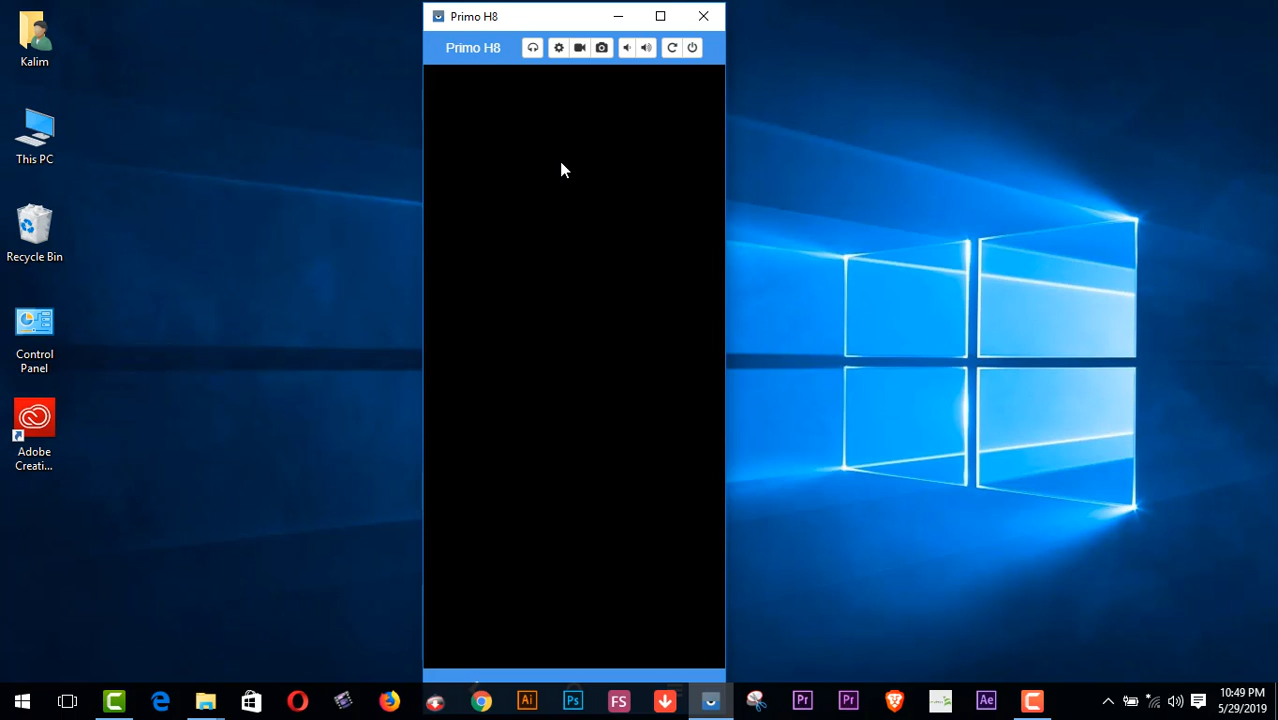 Primo H8
Primo H8
Kalim
This PC
Recycle Bin
Control
Panel
Adobe
Creati...
Ai
Ps
FS
Pr
Pr
Ae
10:49 PM
5/29/2019